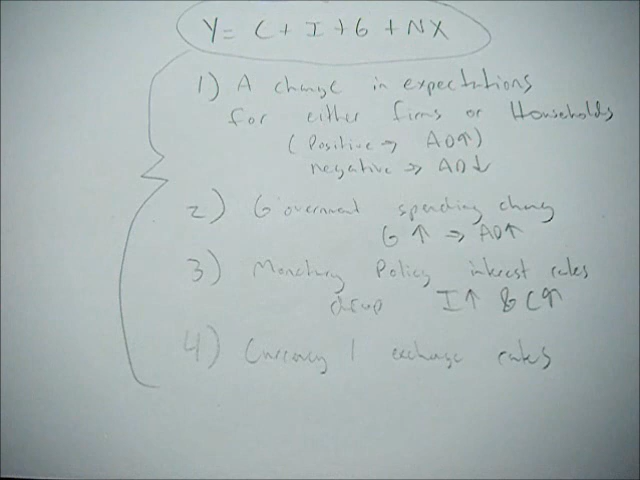 Y = C + I + G + NX
1) A change in expectations
for either firms or Households
(Positive → AD↑)
negative ⇒ AD↓
2) Government spending change
G ↑ ⇒ AD↑
3) Monetary Policy interest rates
drop I↑ & C↑
4) Currency / exchange rates